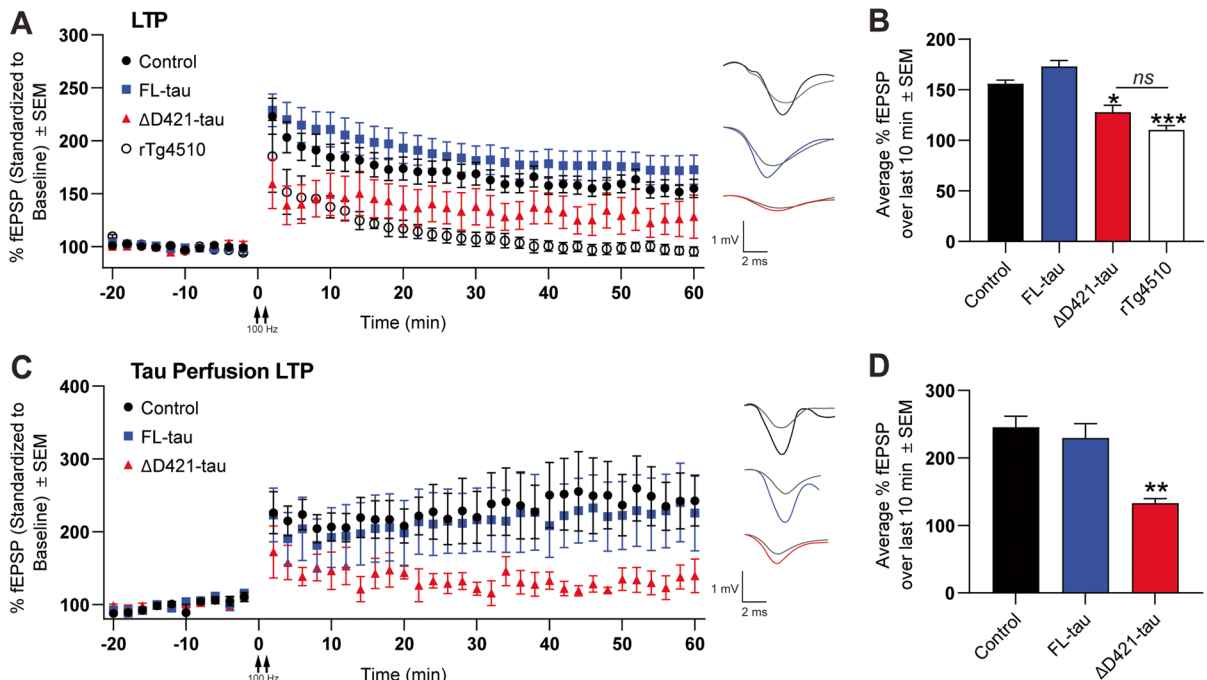 A
LTP
% fEPSP (Standardized to
Baseline) ± SEM
300
250
200
150
100
Control
FL-tau
ΔD421-tau
rTg4510
-20
-10
0
10
20
30
40
50
60
100 Hz
Time (min)
1 mV
2 ms
B
Average % fEPSP
over last 10 min ± SEM
200
150
100
50
0
*
ns
***
Control
FL-tau
ΔD421-tau
rTg4510
C
Tau Perfusion LTP
% fEPSP (Standardized to
Baseline) ± SEM
400
300
200
100
Control
FL-tau
ΔD421-tau
-20
-10
0
10
20
30
40
50
60
100 Hz
Time (min)
1 mV
2 ms
D
Average % fEPSP
over last 10 min ± SEM
300
200
100
0
**
Control
FL-tau
ΔD421-tau